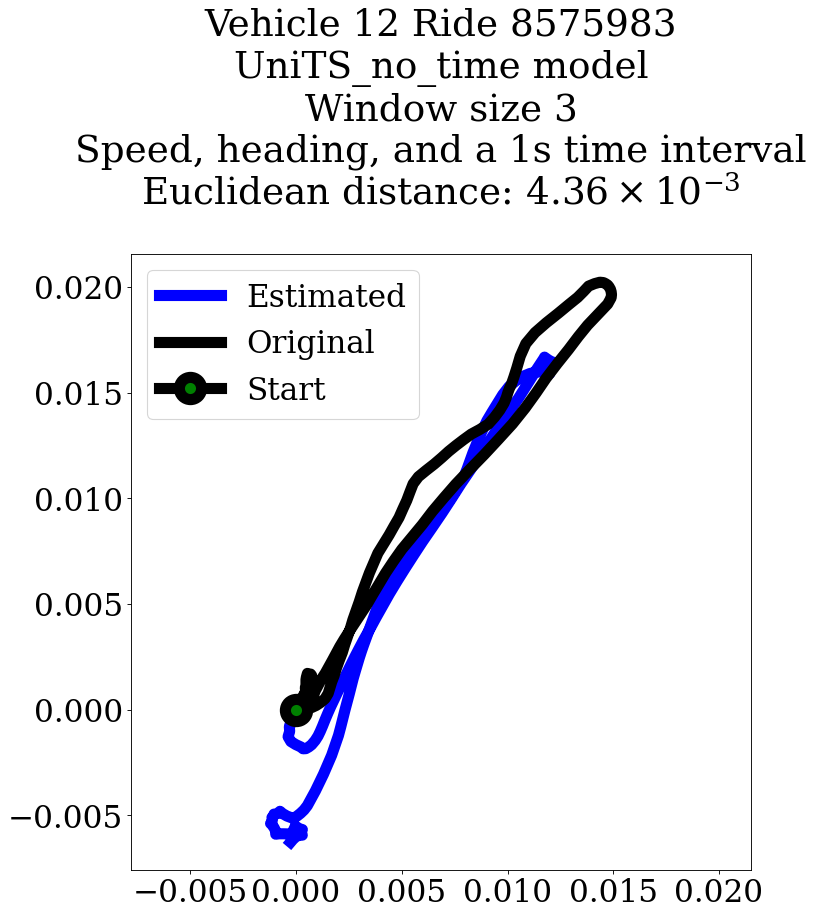 Vehicle 12 Ride 8575983
UniTS_no_time model
Window size 3
Speed, heading, and a 1s time interval
Euclidean distance: 4.36 × 10⁻³
Estimated
Original
Start
0.020
0.015
0.010
0.005
0.000
−0.005
−0.005 0.000 0.005 0.010 0.015 0.020